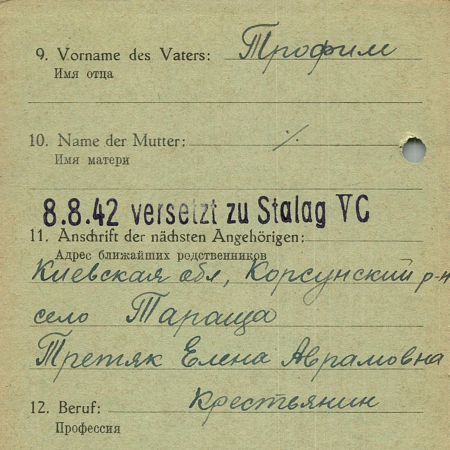 9. Vorname des Vaters: Трофим
Имя отца
10. Name der Mutter: ⁒
Имя матери
8.8.42 versetzt zu Stalag VC
11. Anschrift der nächsten Angehörigen:
Адрес ближайших родственников
Киевская обл, Корсунский р-н
село Тараща
Третяк Елена Аврамовна
12. Beruf: Крестьянин
Профессия